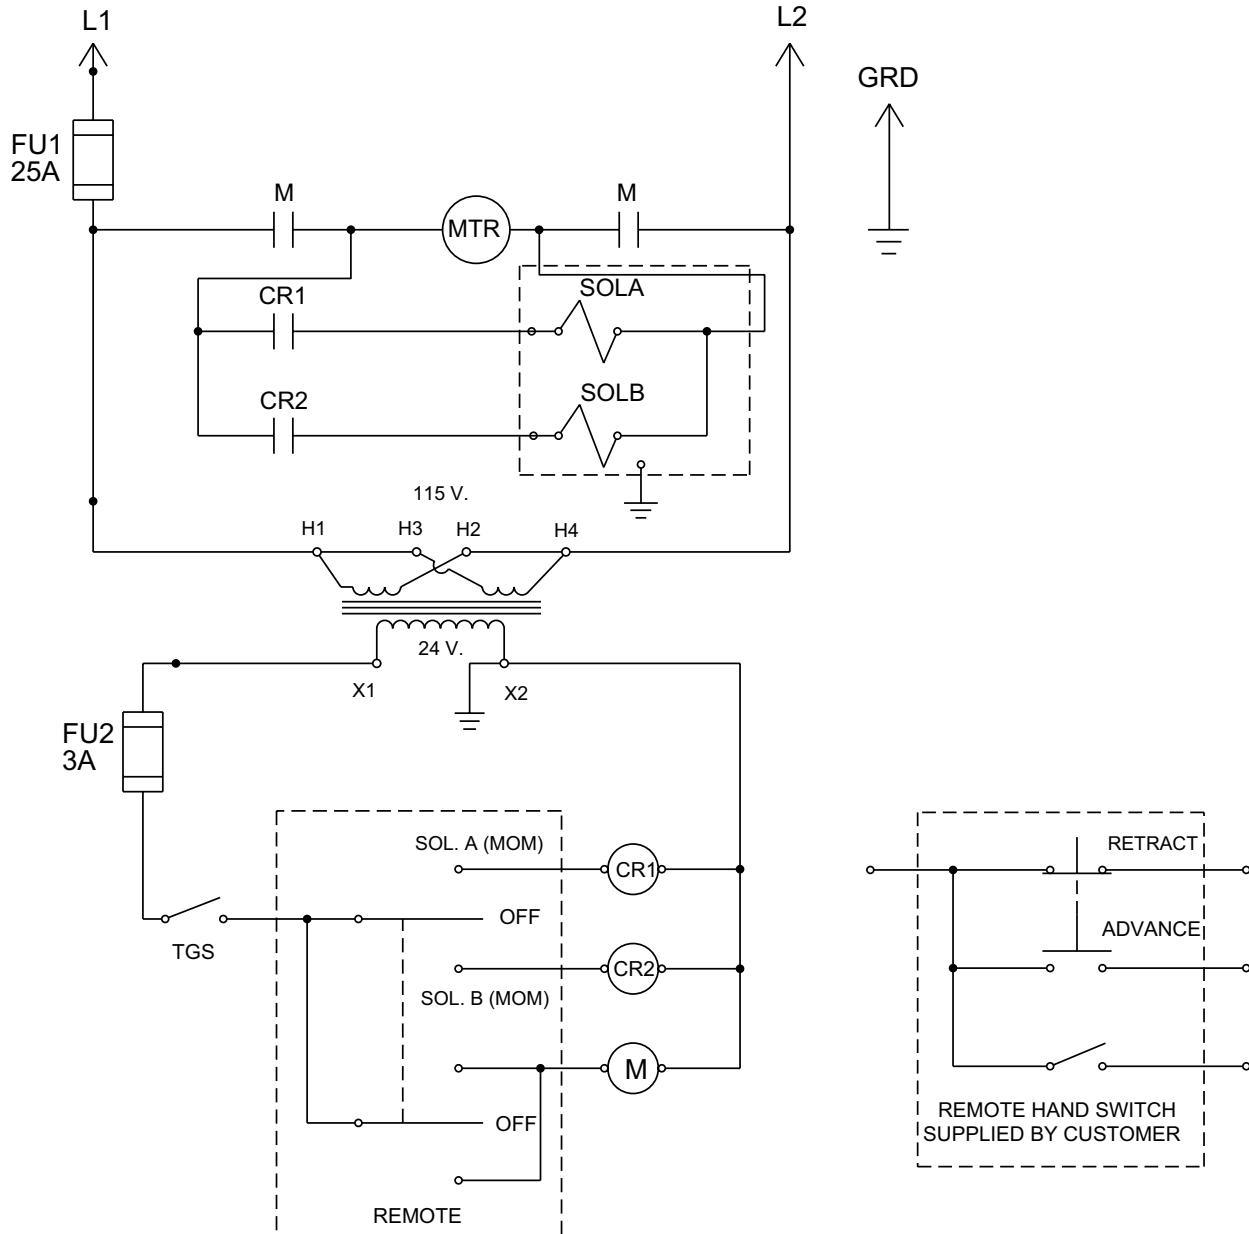 L1
L2
GRD
FU1
25A
M
MTR
M
CR1
SOLA
CR2
SOLB
115 V.
H1
H3
H2
H4
24 V.
X1
X2
FU2
3A
SOL. A (MOM)
CR1
OFF
TGS
CR2
SOL. B (MOM)
M
OFF
REMOTE
RETRACT
ADVANCE
REMOTE HAND SWITCH
SUPPLIED BY CUSTOMER